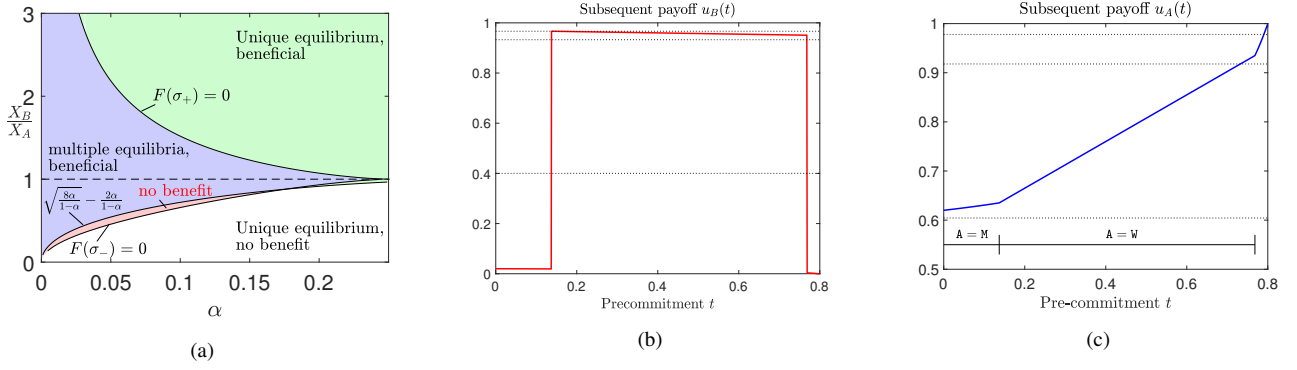 3
2
1
0
X_B
X_A
Unique equilibrium,
beneficial
F(σ_+) = 0
multiple equilibria,
beneficial
√(8α/(1−α)) − 2α/(1−α)
no benefit
F(σ_−) = 0
Unique equilibrium,
no benefit
0 0.05 0.1 0.15 0.2
α
(a)
Subsequent payoff u_B(t)
1
0.8
0.6
0.4
0.2
0
0 0.2 0.4 0.6 0.8
Precommitment t
(b)
Subsequent payoff u_A(t)
1
0.9
0.8
0.7
0.6
0.5
A = M
A = W
0 0.2 0.4 0.6 0.8
Pre-commitment t
(c)